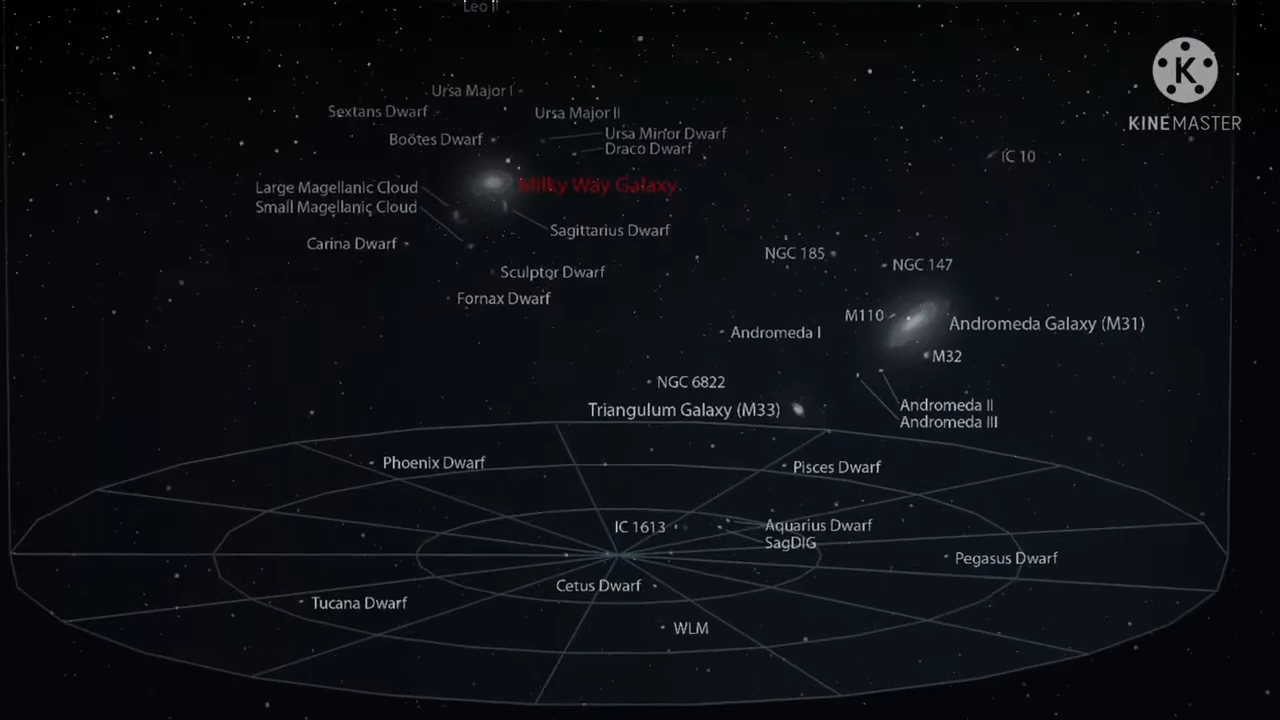 Leo II
Ursa Major I
Sextans Dwarf
Ursa Major II
Boötes Dwarf
Ursa Minor Dwarf
Draco Dwarf
Large Magellanic Cloud
Small Magellanic Cloud
Milky Way Galaxy
Carina Dwarf
Sagittarius Dwarf
Sculptor Dwarf
Fornax Dwarf
K
KINEMASTER
IC 10
NGC 185
NGC 147
M110
Andromeda Galaxy (M31)
Andromeda I
M32
NGC 6822
Triangulum Galaxy (M33)
Andromeda II
Andromeda III
Phoenix Dwarf
Pisces Dwarf
IC 1613
Aquarius Dwarf
SagDIG
Pegasus Dwarf
Cetus Dwarf
Tucana Dwarf
WLM